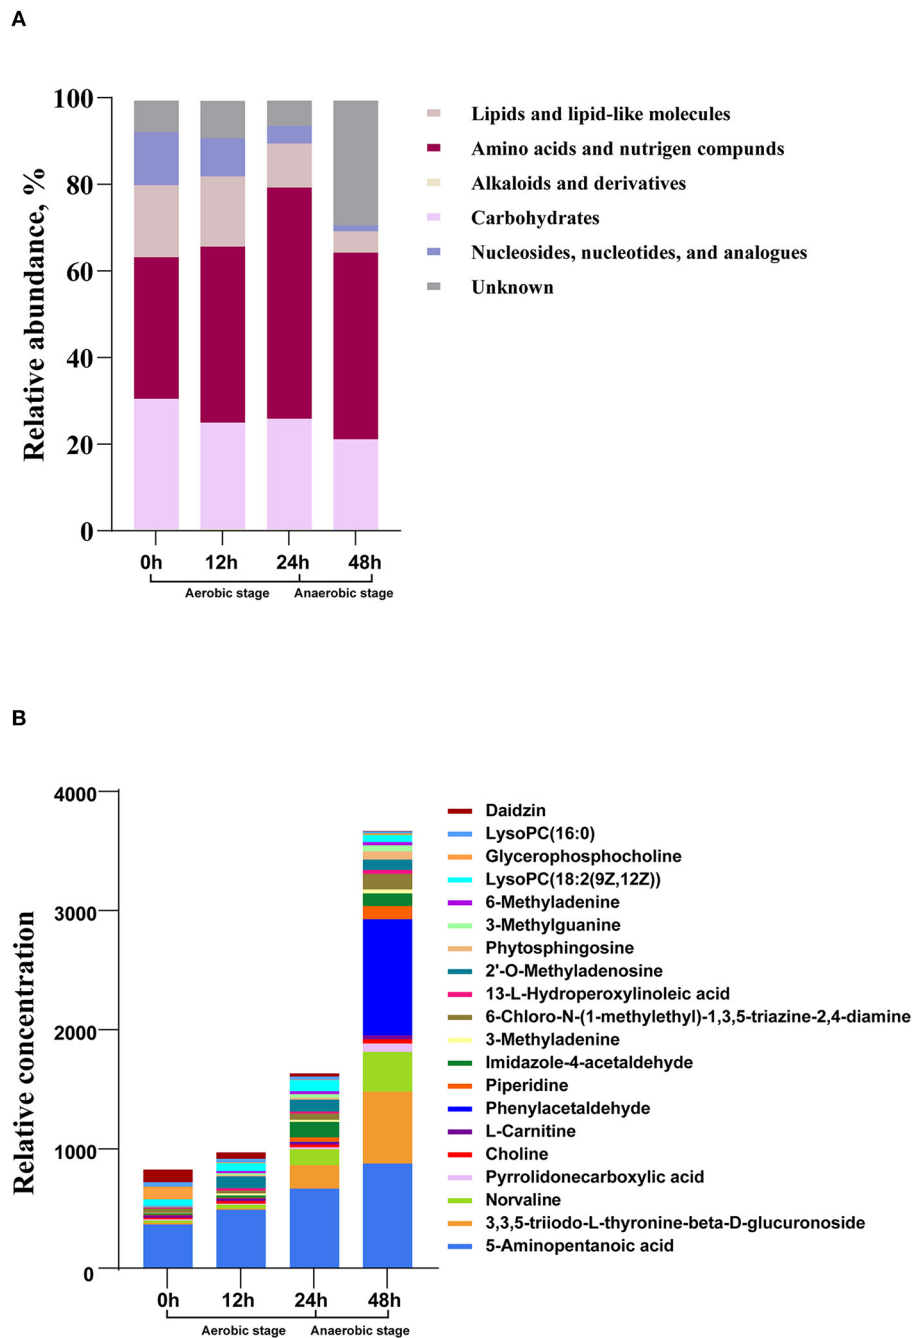 A
Relative abundance, %
100
80
60
40
20
0
0h 12h 24h 48h
Aerobic stage Anaerobic stage
Lipids and lipid-like molecules
Amino acids and nutrigen compunds
Alkaloids and derivatives
Carbohydrates
Nucleosides, nucleotides, and analogues
Unknown
B
Relative concentration
4000
3000
2000
1000
0
0h 12h 24h 48h
Aerobic stage Anaerobic stage
Daidzin
LysoPC(16:0)
Glycerophosphocholine
LysoPC(18:2(9Z,12Z))
6-Methyladenine
3-Methylguanine
Phytosphingosine
2'-O-Methyladenosine
13-L-Hydroperoxylinoleic acid
6-Chloro-N-(1-methylethyl)-1,3,5-triazine-2,4-diamine
3-Methyladenine
Imidazole-4-acetaldehyde
Piperidine
Phenylacetaldehyde
L-Carnitine
Choline
Pyrrolidonecarboxylic acid
Norvaline
3,3,5-triiodo-L-thyronine-beta-D-glucuronoside
5-Aminopentanoic acid